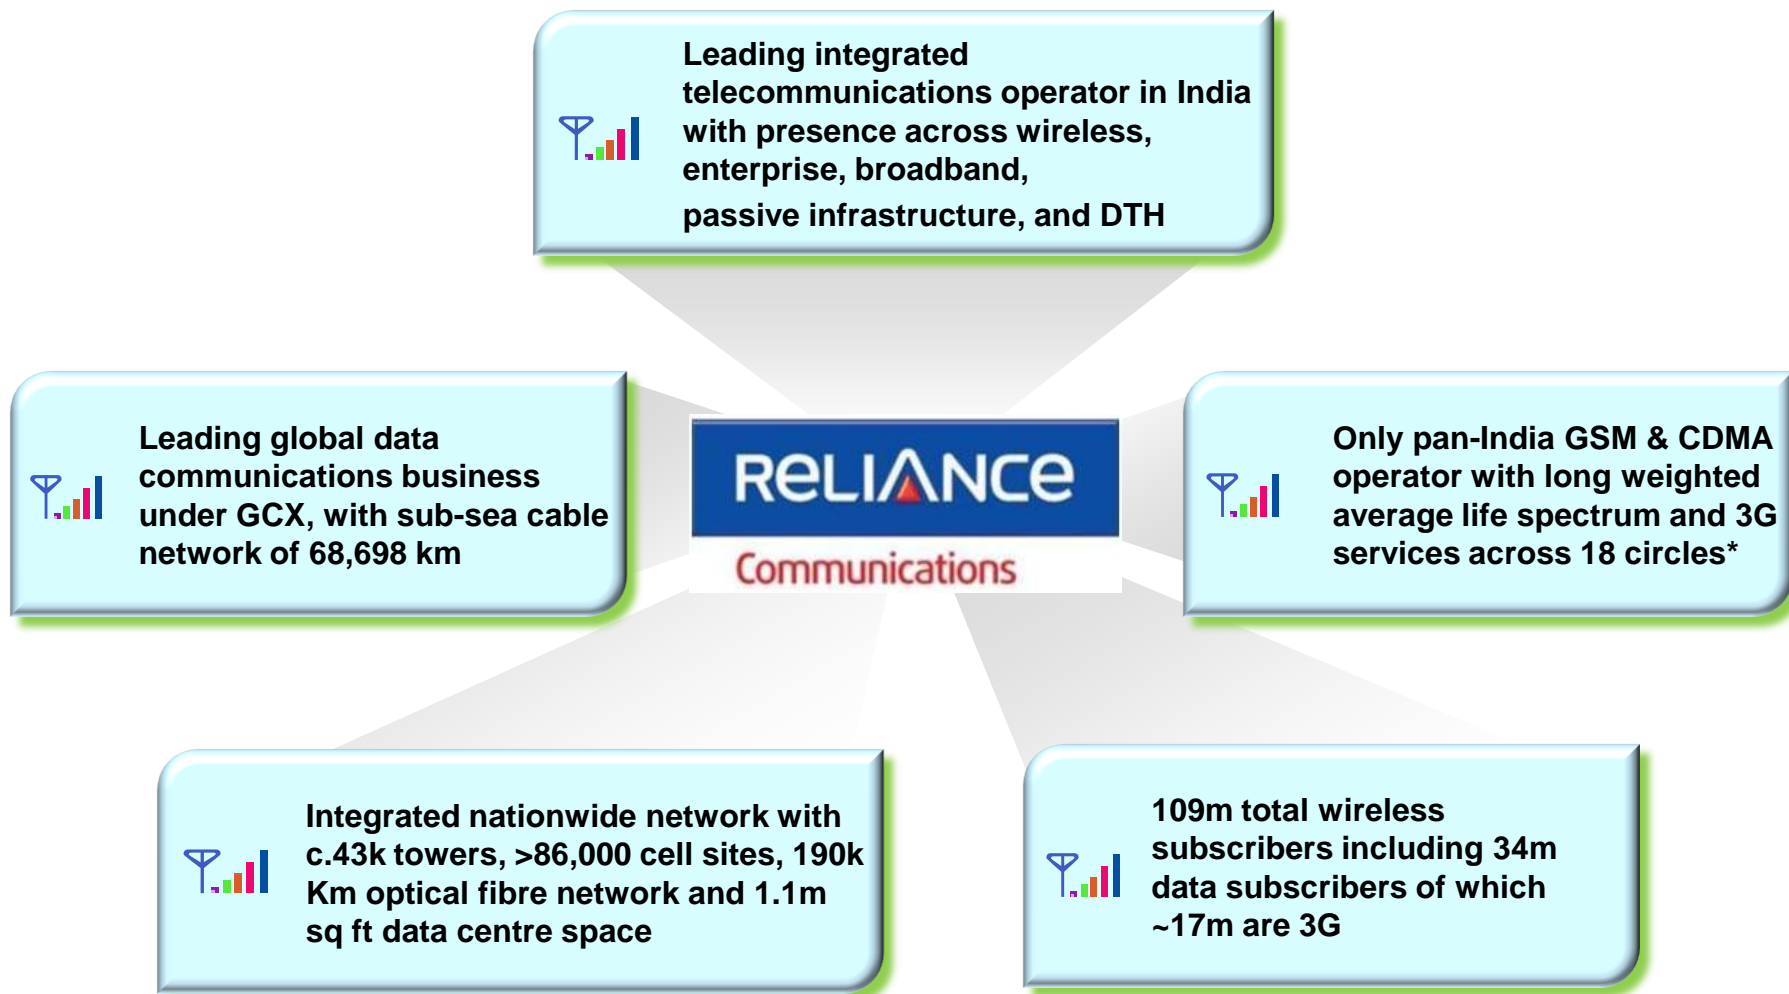 Leading integrated
telecommunications operator in India
with presence across wireless,
enterprise, broadband,
passive infrastructure, and DTH
Leading global data
communications business
under GCX, with sub-sea cable
network of 68,698 km
RELIANCE
Communications
Only pan-India GSM & CDMA
operator with long weighted
average life spectrum and 3G
services across 18 circles*
Integrated nationwide network with
c.43k towers, >86,000 cell sites, 190k
Km optical fibre network and 1.1m
sq ft data centre space
109m total wireless
subscribers including 34m
data subscribers of which
~17m are 3G